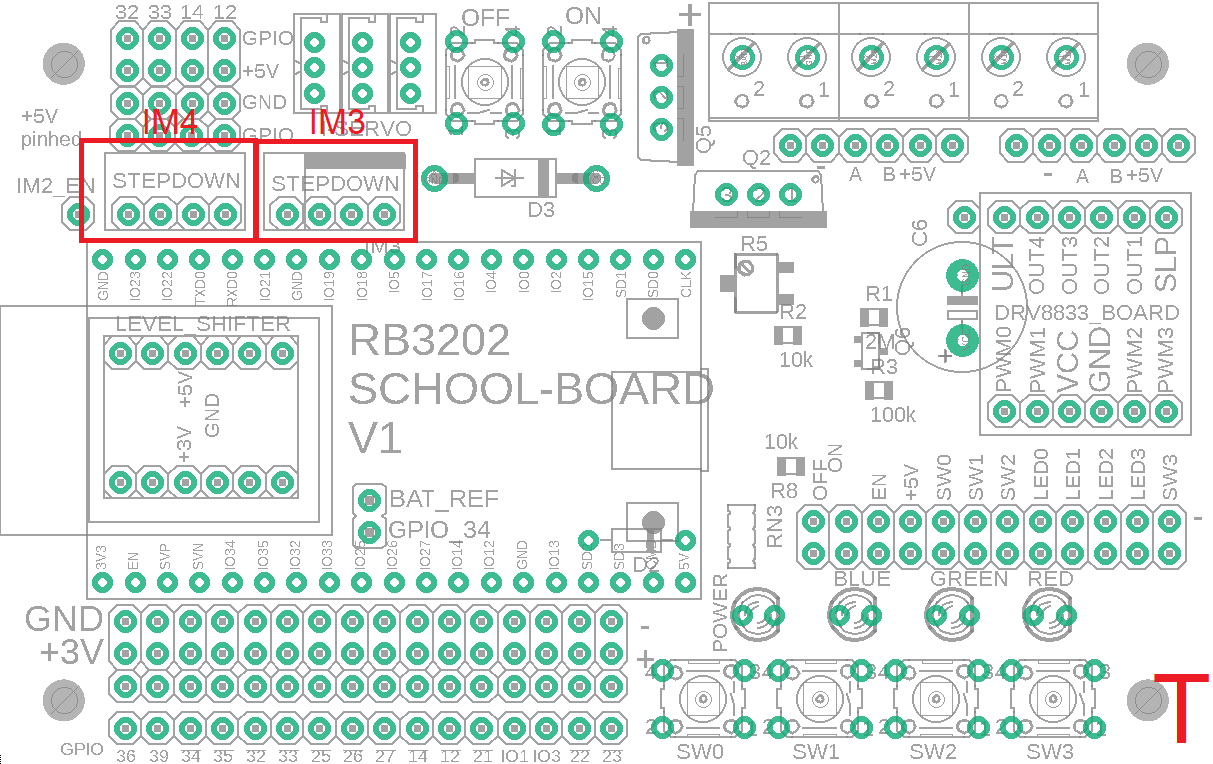 32 33 14 12
GPIO
+5V
GND
GPIO
+5V
pinhed
IM4
IM3
SERVO
OFF
ON
+
Q5
2 1 2 1 2 1
Q2
- A B +5V
- A B +5V
IM2_EN
STEPDOWN
STEPDOWN
IM3
D3
3 2 1
GND IO23 IO22 TXD0 RXD0 IO21 GND IO19 IO18 IO5 IO17 IO16 IO4 IO0 IO2 IO15 SD1 SD0 CLK
R5
C6
ULT OUT4 OUT3 OUT2 OUT1 SLP
R1
R2
10k
2M
Q6
R3
100k
+
DRV8833_BOARD
PWM0 PWM1 VCC GND PWM2 PWM3
LEVEL_SHIFTER
+5V
GND
+3V
RB3202
SCHOOL-BOARD
V1
BAT_REF
GPIO_34
10k
R8
OFF
ON
EN +5V SW0 SW1 SW2 LED0 LED1 LED2 LED3 SW3
-
RN3
3V3 EN SVP SVN IO34 IO35 IO32 IO33 IO25 IO26 IO27 IO14 IO12 GND IO13 SD2 SD3 5V
D2
BLUE GREEN RED
POWER
GND
+3V
-
+
SW0 SW1 SW2 SW3
T
GPIO
36 39 34 35 32 33 25 26 27 14 12 21 IO1 IO3 22 23